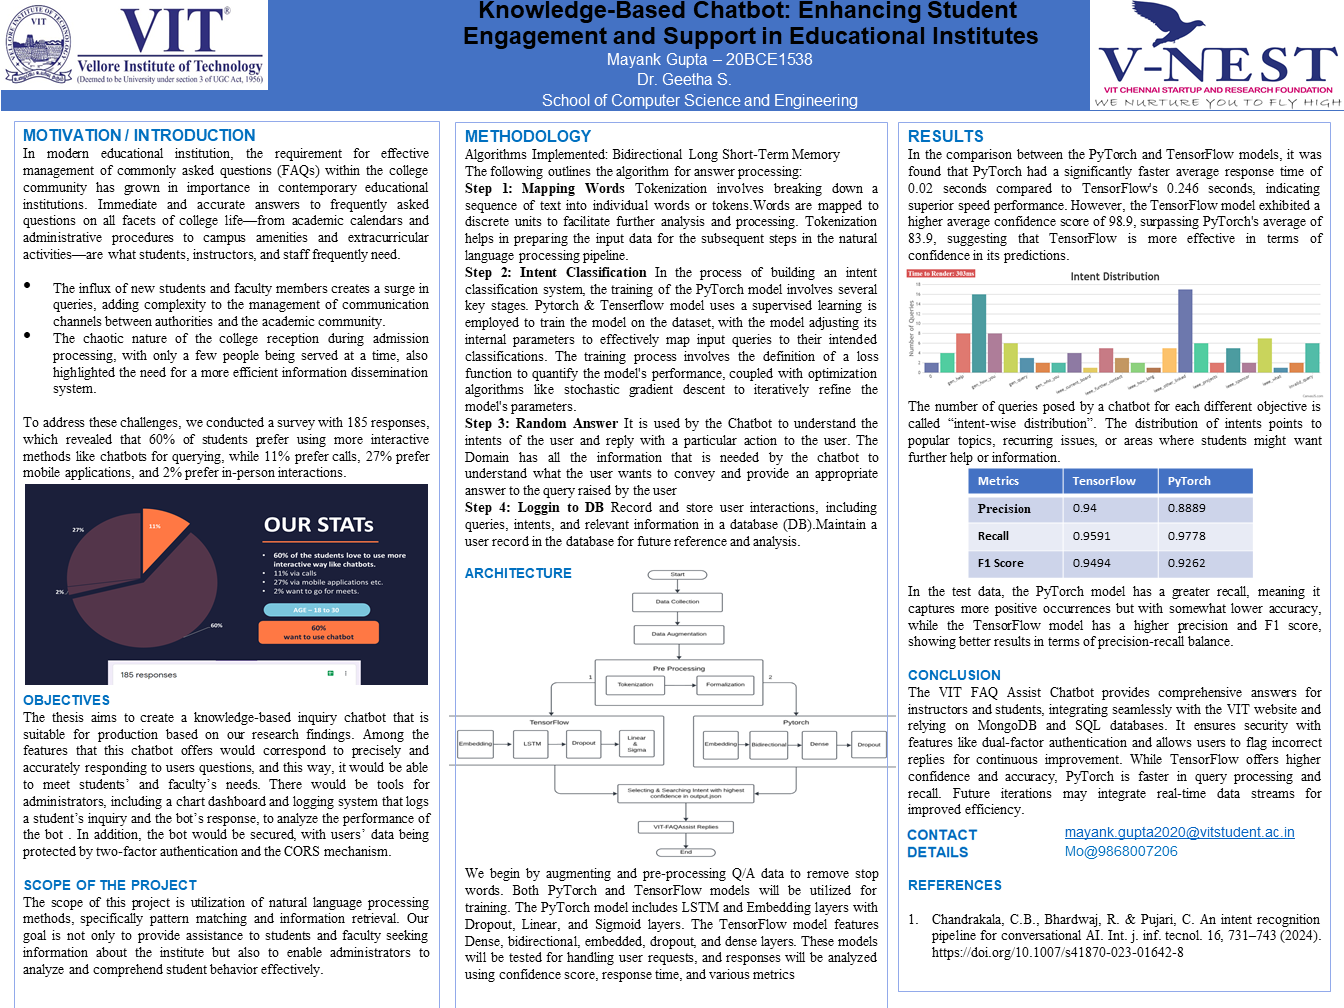 VIT®
Vellore Institute of Technology
(Deemed to be University under section 3 of UGC Act, 1956)
Knowledge-Based Chatbot: Enhancing Student
Engagement and Support in Educational Institutes
Mayank Gupta – 20BCE1538
Dr. Geetha S.
School of Computer Science and Engineering
V-NEST
VIT CHENNAI STARTUP AND RESEARCH FOUNDATION
WE NURTURE YOU TO FLY HIGH
MOTIVATION / INTRODUCTION
In modern educational institution, the requirement for effective
management of commonly asked questions (FAQs) within the college
community has grown in importance in contemporary educational
institutions. Immediate and accurate answers to frequently asked
questions on all facets of college life—from academic calendars and
administrative procedures to campus amenities and extracurricular
activities—are what students, instructors, and staff frequently need.
• The influx of new students and faculty members creates a surge in
queries, adding complexity to the management of communication
channels between authorities and the academic community.
• The chaotic nature of the college reception during admission
processing, with only a few people being served at a time, also
highlighted the need for a more efficient information dissemination
system.
To address these challenges, we conducted a survey with 185 responses,
which revealed that 60% of students prefer using more interactive
methods like chatbots for querying, while 11% prefer calls, 27% prefer
mobile applications, and 2% prefer in-person interactions.
27%
11%
2%
60%
OUR STATs
• 60% of the students love to use more
interactive way like chatbots.
• 11% via calls
• 27% via mobile applications etc.
• 2% want to go for meets.
AGE – 18 to 30
60%
want to use chatbot
185 responses
OBJECTIVES
The thesis aims to create a knowledge-based inquiry chatbot that is
suitable for production based on our research findings. Among the
features that this chatbot offers would correspond to precisely and
accurately responding to users questions, and this way, it would be able
to meet students’ and faculty’s needs. There would be tools for
administrators, including a chart dashboard and logging system that logs
a student’s inquiry and the bot’s response, to analyze the performance of
the bot . In addition, the bot would be secured, with users’ data being
protected by two-factor authentication and the CORS mechanism.
SCOPE OF THE PROJECT
The scope of this project is utilization of natural language processing
methods, specifically pattern matching and information retrieval. Our
goal is not only to provide assistance to students and faculty seeking
information about the institute but also to enable administrators to
analyze and comprehend student behavior effectively.
METHODOLOGY
Algorithms Implemented: Bidirectional Long Short-Term Memory
The following outlines the algorithm for answer processing:
Step 1: Mapping Words Tokenization involves breaking down a
sequence of text into individual words or tokens.Words are mapped to
discrete units to facilitate further analysis and processing. Tokenization
helps in preparing the input data for the subsequent steps in the natural
language processing pipeline.
Step 2: Intent Classification In the process of building an intent
classification system, the training of the PyTorch model involves several
key stages. Pytorch & Tenserflow model uses a supervised learning is
employed to train the model on the dataset, with the model adjusting its
internal parameters to effectively map input queries to their intended
classifications. The training process involves the definition of a loss
function to quantify the model's performance, coupled with optimization
algorithms like stochastic gradient descent to iteratively refine the
model's parameters.
Step 3: Random Answer It is used by the Chatbot to understand the
intents of the user and reply with a particular action to the user. The
Domain has all the information that is needed by the chatbot to
understand what the user wants to convey and provide an appropriate
answer to the query raised by the user
Step 4: Loggin to DB Record and store user interactions, including
queries, intents, and relevant information in a database (DB).Maintain a
user record in the database for future reference and analysis.
ARCHITECTURE
Start
Data Collection
Data Augmentation
Pre Processing
1
Tokenization
Formalization
2
TensorFlow
Embedding
LSTM
Dropout
Linear
&
Sigma
Pytorch
Embedding
Bidirectional
Dense
Dropout
Selecting & Searching Intent with highest
confidence in output.json
VIT-FAQAssist Replies
End
We begin by augmenting and pre-processing Q/A data to remove stop
words. Both PyTorch and TensorFlow models will be utilized for
training. The PyTorch model includes LSTM and Embedding layers with
Dropout, Linear, and Sigmoid layers. The TensorFlow model features
Dense, bidirectional, embedded, dropout, and dense layers. These models
will be tested for handling user requests, and responses will be analyzed
using confidence score, response time, and various metrics
RESULTS
In the comparison between the PyTorch and TensorFlow models, it was
found that PyTorch had a significantly faster average response time of
0.02 seconds compared to TensorFlow's 0.246 seconds, indicating
superior speed performance. However, the TensorFlow model exhibited a
higher average confidence score of 98.9, surpassing PyTorch's average of
83.9, suggesting that TensorFlow is more effective in terms of
confidence in its predictions.
Time to Render: 303ms
Intent Distribution
Number of Queries
The number of queries posed by a chatbot for each different objective is
called “intent-wise distribution”. The distribution of intents points to
popular topics, recurring issues, or areas where students might want
further help or information.
Metrics TensorFlow PyTorch
Precision 0.94 0.8889
Recall 0.9591 0.9778
F1 Score 0.9494 0.9262
In the test data, the PyTorch model has a greater recall, meaning it
captures more positive occurrences but with somewhat lower accuracy,
while the TensorFlow model has a higher precision and F1 score,
showing better results in terms of precision-recall balance.
CONCLUSION
The VIT FAQ Assist Chatbot provides comprehensive answers for
instructors and students, integrating seamlessly with the VIT website and
relying on MongoDB and SQL databases. It ensures security with
features like dual-factor authentication and allows users to flag incorrect
replies for continuous improvement. While TensorFlow offers higher
confidence and accuracy, PyTorch is faster in query processing and
recall. Future iterations may integrate real-time data streams for
improved efficiency.
CONTACT
DETAILS
mayank.gupta2020@vitstudent.ac.in
Mo@9868007206
REFERENCES
1. Chandrakala, C.B., Bhardwaj, R. & Pujari, C. An intent recognition
pipeline for conversational AI. Int. j. inf. tecnol. 16, 731–743 (2024).
https://doi.org/10.1007/s41870-023-01642-8